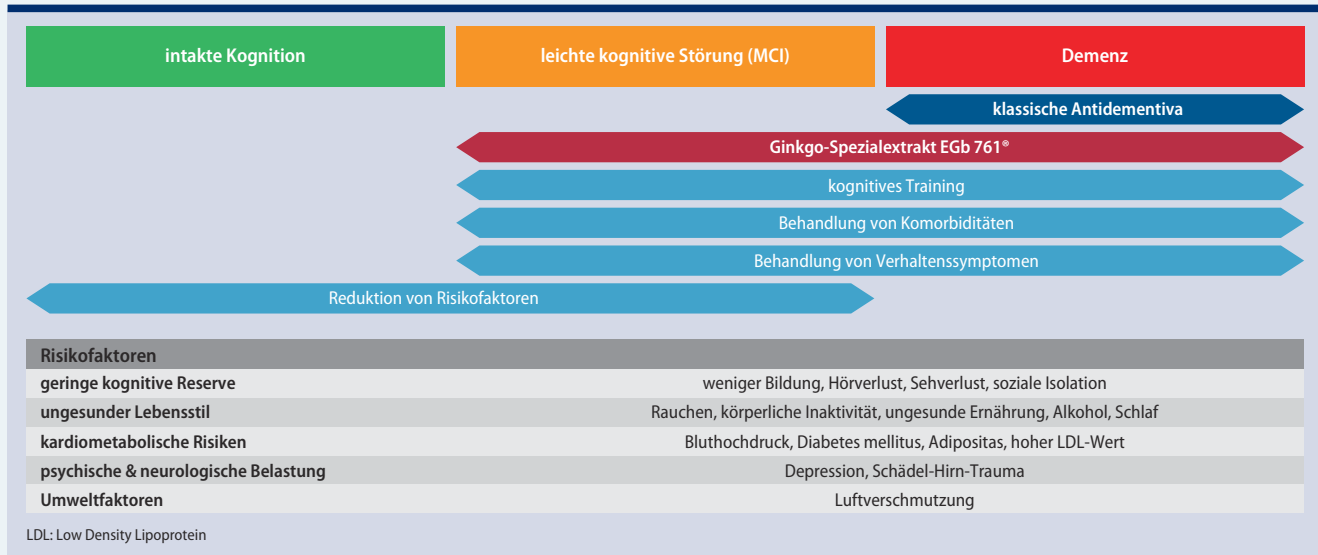 intakte Kognition
leichte kognitive Störung (MCI)
Demenz
klassische Antidementiva
Ginkgo-Spezialextrakt EGb 761®
kognitives Training
Behandlung von Komorbiditäten
Behandlung von Verhaltenssymptomen
Reduktion von Risikofaktoren
Risikofaktoren
geringe kognitive Reserve weniger Bildung, Hörverlust, Sehverlust, soziale Isolation
ungesunder Lebensstil Rauchen, körperliche Inaktivität, ungesunde Ernährung, Alkohol, Schlaf
kardiometabolische Risiken Bluthochdruck, Diabetes mellitus, Adipositas, hoher LDL-Wert
psychische & neurologische Belastung Depression, Schädel-Hirn-Trauma
Umweltfaktoren Luftverschmutzung
LDL: Low Density Lipoprotein